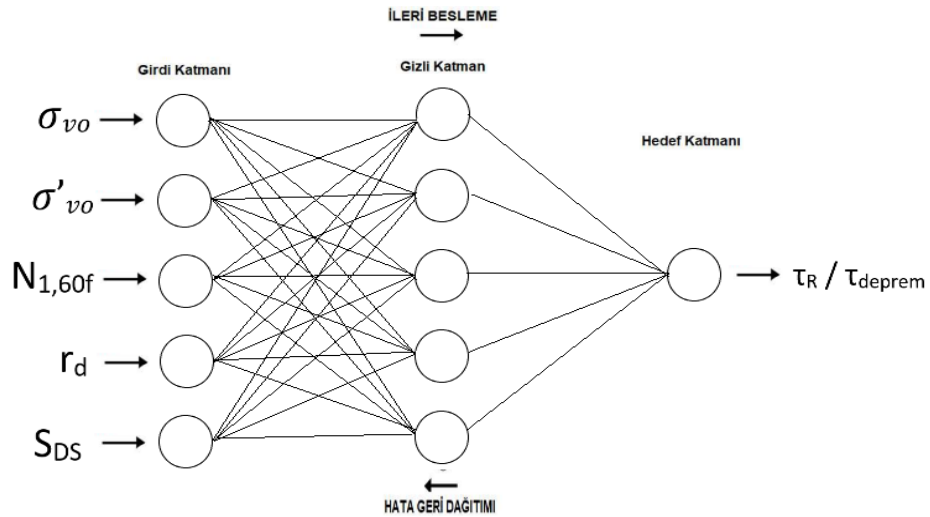 İLERİ BESLEME
Girdi Katmanı
Gizli Katman
Hedef Katmanı
σvo
σ'vo
N1,60f
rd
SDS
τR / τdeprem
HATA GERİ DAĞITIMI